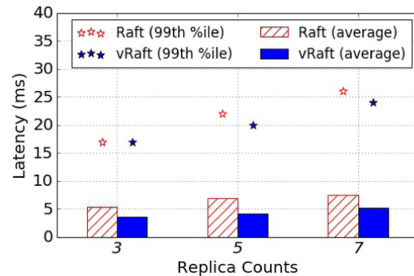 40
35
30
25
20
15
10
5
0
Latency (ms)
Raft (99th %ile)
vRaft (99th %ile)
Raft (average)
vRaft (average)
3
5
7
Replica Counts